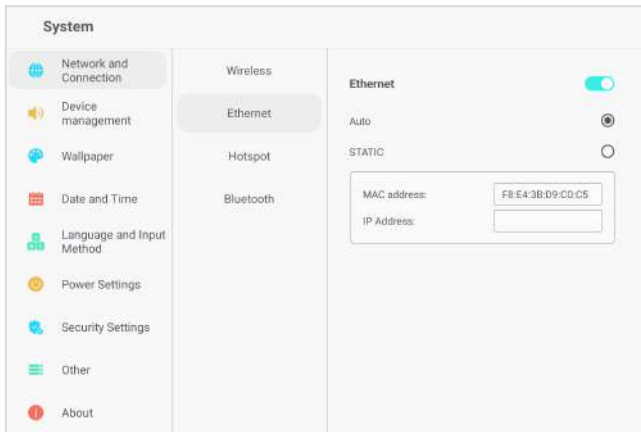 System
Network and
Connection
Device
management
Wallpaper
Date and Time
Language and Input
Method
Power Settings
Security Settings
Other
About
Wireless
Ethernet
Hotspot
Bluetooth
Ethernet
Auto
STATIC
MAC address: F8:E4:3B:D9:C0:C5
IP Address: